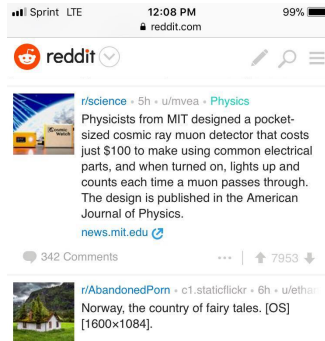 Sprint LTE 12:08 PM 99%
reddit.com
reddit
r/science • 5h • u/mvea • Physics
Physicists from MIT designed a pocket-
sized cosmic ray muon detector that costs
just $100 to make using common electrical
parts, and when turned on, lights up and
counts each time a muon passes through.
The design is published in the American
Journal of Physics.
news.mit.edu
342 Comments ••• 7953
r/AbandonedPorn • c1.staticflickr • 6h • u/ethan
Norway, the country of fairy tales. [OS]
[1600×1084].